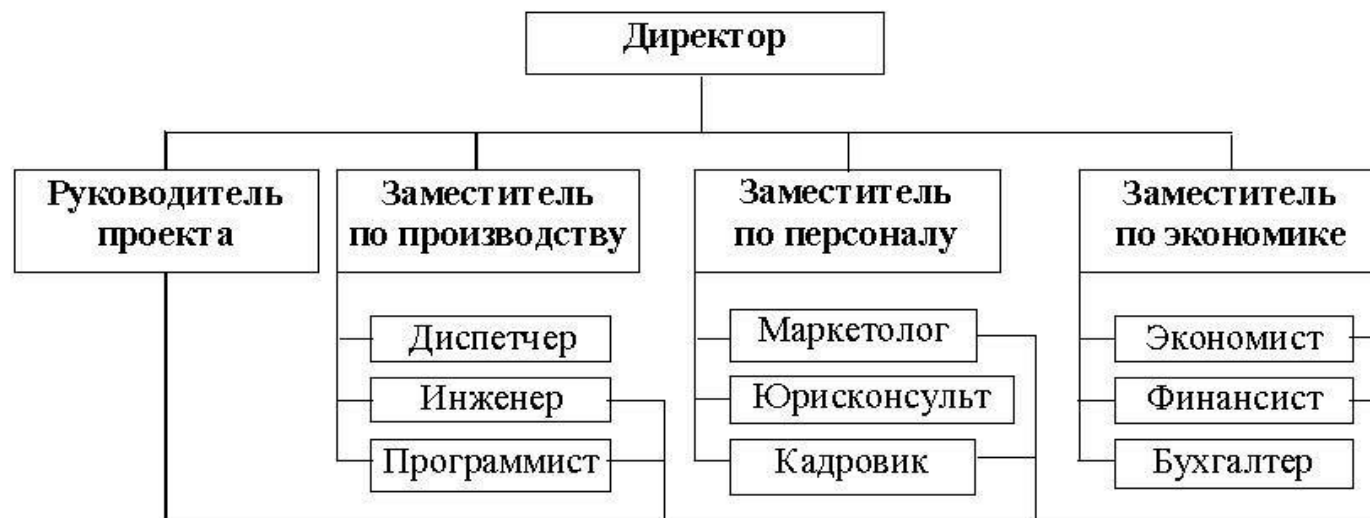 Директор
Руководитель
проекта
Заместитель
по производству
Заместитель
по персоналу
Заместитель
по экономике
Диспетчер
Инженер
Программист
Маркетолог
Юрисконсульт
Кадровик
Экономист
Финансист
Бухгалтер